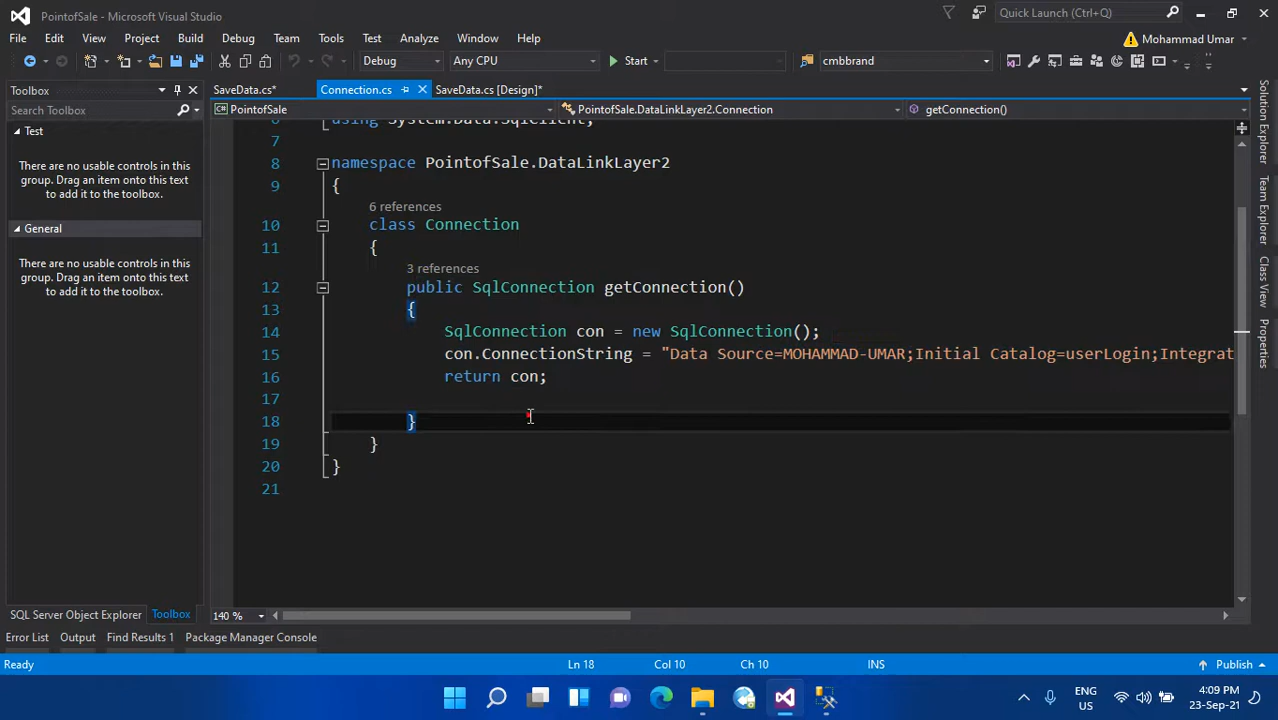 PointofSale - Microsoft Visual Studio
Quick Launch (Ctrl+Q)
File Edit View Project Build Debug Team Tools Test Analyze Window Help
Mohammad Umar
Debug Any CPU Start cmbbrand
Toolbox
SaveData.cs* Connection.cs SaveData.cs [Design]*
Search Toolbox
PointofSale PointofSale.DataLinkLayer2.Connection getConnection()
Test
There are no usable controls in this
group. Drag an item onto this text
to add it to the toolbox.
General
There are no usable controls in this
group. Drag an item onto this text
to add it to the toolbox.
6 using System.Data.SqlClient;
7
8 namespace PointofSale.DataLinkLayer2
9 {
6 references
10 class Connection
11 {
3 references
12 public SqlConnection getConnection()
13 {
14 SqlConnection con = new SqlConnection();
15 con.ConnectionString = "Data Source=MOHAMMAD-UMAR;Initial Catalog=userLogin;Integrat
16 return con;
17
18 }
19 }
20 }
21
Solution Explorer
Team Explorer
Class View
Properties
SQL Server Object Explorer Toolbox
140 %
Error List Output Find Results 1 Package Manager Console
Ready Ln 18 Col 10 Ch 10 INS Publish
ENG
US
4:09 PM
23-Sep-21